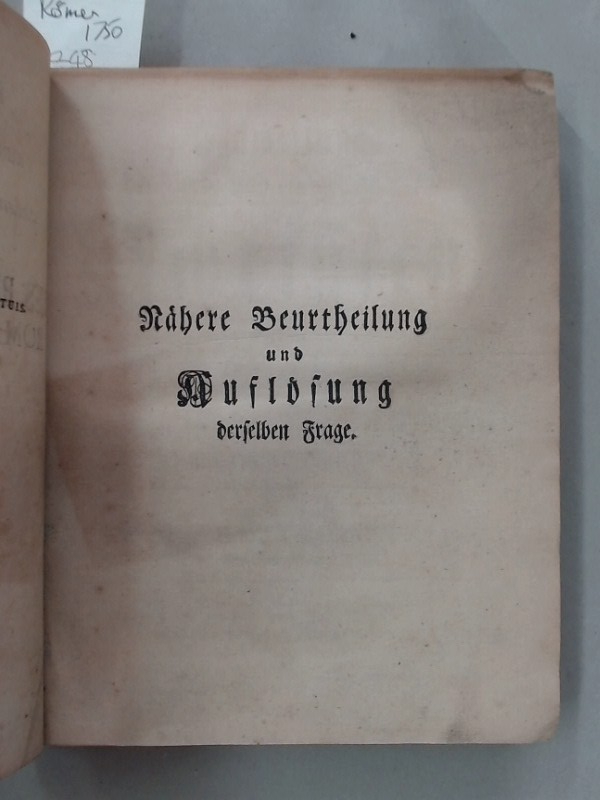 Kömer
1750
248
Nähere Beurtheilung
und
Auflösung
derselben Frage.